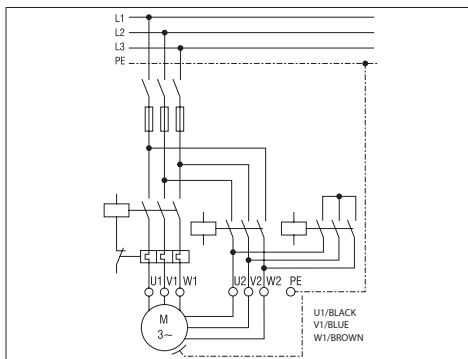 L1
L2
L3
PE
U1 V1 W1
U2 V2 W2 PE
M
3~
U1/BLACK
V1/BLUE
W1/BROWN